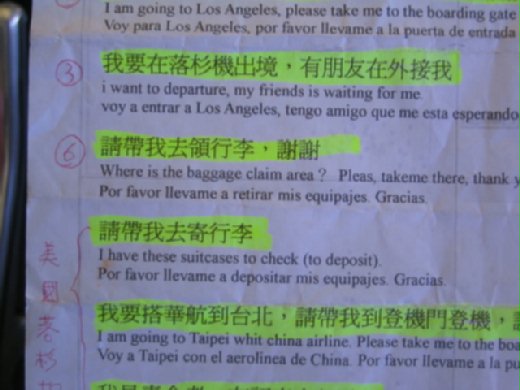 I am going to Los Angeles, please take me to the boarding gate
Voy para Los Angeles, por favor llevame a la puerta de entrada
③ 我要在落杉機出境，有朋友在外接我
i want to departure, my friends is waiting for me.
voy a entrar a Los Angeles, tengo amigo que me esta esperando
⑥ 請帶我去領行李，謝謝
Where is the baggage claim area？ Pleas, takeme there, thank y
Por favor llevame a retirar mis equipajes. Gracias.
請帶我去寄行李
I have these suitcases to check (to deposit).
Por favor llevame a depositar mis equipajes. Gracias.
美國落杉
我要搭華航到台北，請帶我到登機門登機，
I am going to Taipei whit china airline. Please take me to the boa
Voy a Taipei con el aerolinea de China. Por favor llevame a la pu